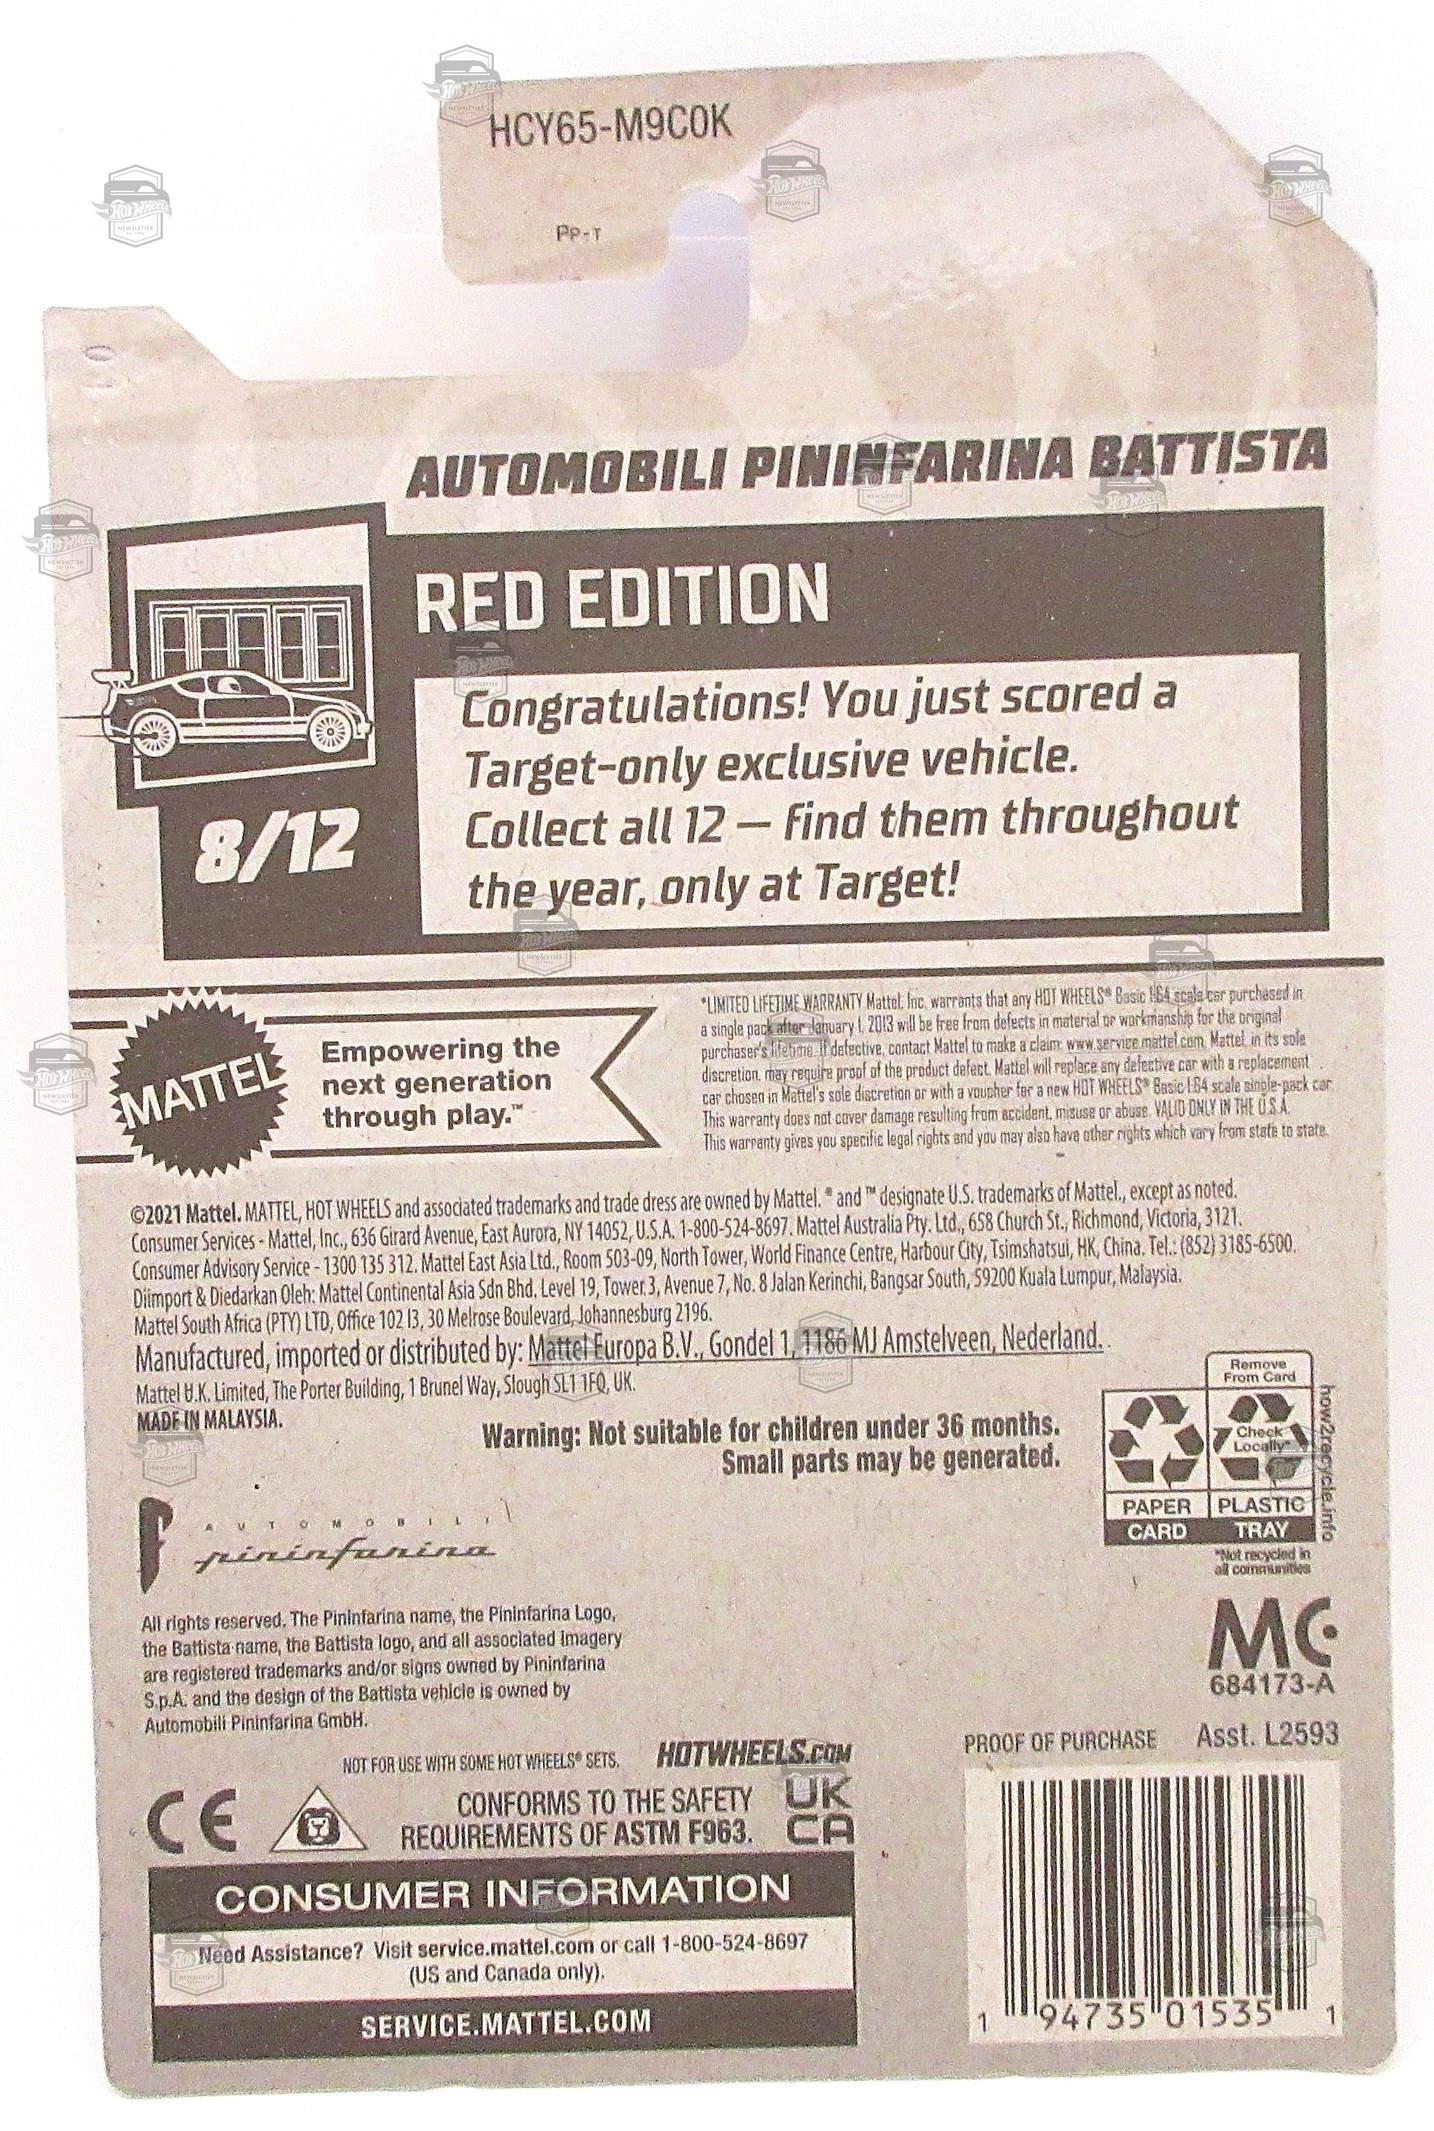 HCY65-M9C0K
PP-T
AUTOMOBILI PININFARINA BATTISTA
RED EDITION
Congratulations! You just scored a
Target-only exclusive vehicle.
Collect all 12 — find them throughout
the year, only at Target!
8/12
MATTEL
Empowering the
next generation
through play.™
*LIMITED LIFETIME WARRANTY Mattel, Inc. warrants that any HOT WHEELS® Basic 1:64 scale car purchased in
a single pack after January 1, 2013 will be free from defects in material or workmanship for the original
purchaser's lifetime. If defective, contact Mattel to make a claim: www.service.mattel.com. Mattel, in its sole
discretion, may require proof of the product defect. Mattel will replace any defective car with a replacement
car chosen in Mattel's sole discretion or with a voucher for a new HOT WHEELS® Basic 1:64 scale single-pack car.
This warranty does not cover damage resulting from accident, misuse or abuse. VALID ONLY IN THE U.S.A.
This warranty gives you specific legal rights and you may also have other rights which vary from state to state.
©2021 Mattel. MATTEL, HOT WHEELS and associated trademarks and trade dress are owned by Mattel. ® and ™ designate U.S. trademarks of Mattel., except as noted.
Consumer Services - Mattel, Inc., 636 Girard Avenue, East Aurora, NY 14052, U.S.A. 1-800-524-8697. Mattel Australia Pty. Ltd., 658 Church St., Richmond, Victoria, 3121.
Consumer Advisory Service - 1300 135 312. Mattel East Asia Ltd., Room 503-09, North Tower, World Finance Centre, Harbour City, Tsimshatsui, HK, China. Tel.: (852) 3185-6500.
Diimport & Diedarkan Oleh: Mattel Continental Asia Sdn Bhd. Level 19, Tower 3, Avenue 7, No. 8 Jalan Kerinchi, Bangsar South, 59200 Kuala Lumpur, Malaysia.
Mattel South Africa (PTY) LTD, Office 102 I3, 30 Melrose Boulevard, Johannesburg 2196.
Manufactured, imported or distributed by: Mattel Europa B.V., Gondel 1, 1186 MJ Amstelveen, Nederland.
Mattel U.K. Limited, The Porter Building, 1 Brunel Way, Slough SL1 1FQ, UK.
MADE IN MALAYSIA.
Warning: Not suitable for children under 36 months.
Small parts may be generated.
Remove
From Card
Check
Locally*
PAPER
PLASTIC
CARD
TRAY
how2recycle.info
*Not recycled in
all communities
AUTOMOBILI
pininfarina
All rights reserved. The Pininfarina name, the Pininfarina Logo,
the Battista name, the Battista logo, and all associated imagery
are registered trademarks and/or signs owned by Pininfarina
S.p.A. and the design of the Battista vehicle is owned by
Automobili Pininfarina GmbH.
MC
684173-A
PROOF OF PURCHASE
Asst. L2593
NOT FOR USE WITH SOME HOT WHEELS® SETS.
HOTWHEELS.COM
CE
CONFORMS TO THE SAFETY
REQUIREMENTS OF ASTM F963.
UK
CA
CONSUMER INFORMATION
Need Assistance? Visit service.mattel.com or call 1-800-524-8697
(US and Canada only).
SERVICE.MATTEL.COM
1 94735 01535 1